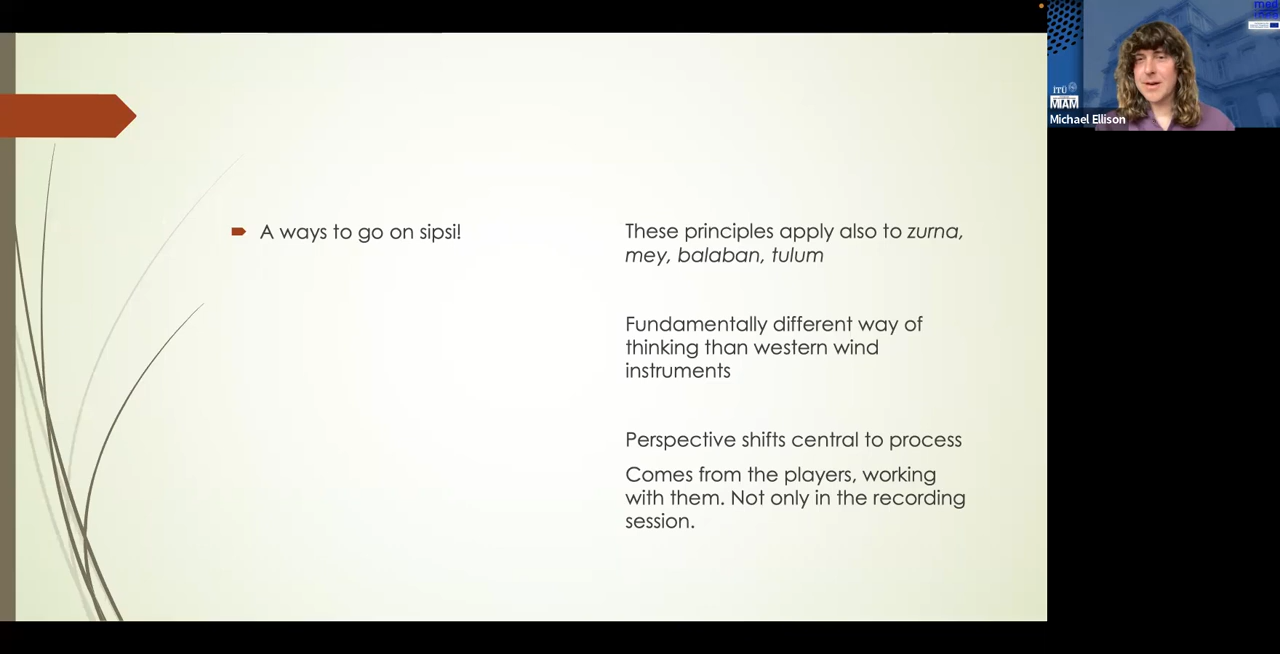 A ways to go on sipsi!
These principles apply also to zurna,
mey, balaban, tulum
Fundamentally different way of
thinking than western wind
instruments
Perspective shifts central to process
Comes from the players, working
with them. Not only in the recording
session.
İTÜ
MIAM
Michael Ellison